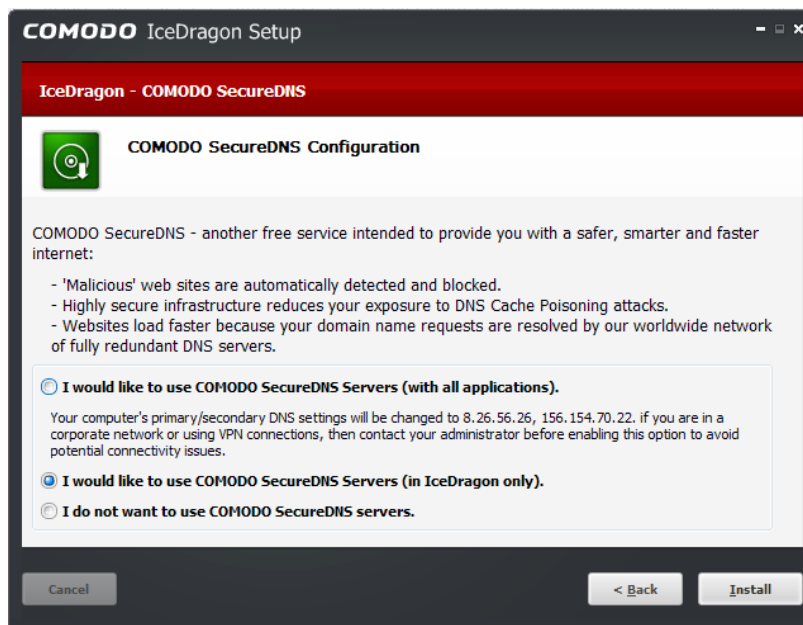 COMODO IceDragon Setup
IceDragon - COMODO SecureDNS
COMODO SecureDNS Configuration
COMODO SecureDNS - another free service intended to provide you with a safer, smarter and faster
internet:
- 'Malicious' web sites are automatically detected and blocked.
- Highly secure infrastructure reduces your exposure to DNS Cache Poisoning attacks.
- Websites load faster because your domain name requests are resolved by our worldwide network
of fully redundant DNS servers.
I would like to use COMODO SecureDNS Servers (with all applications).
Your computer's primary/secondary DNS settings will be changed to 8.26.56.26, 156.154.70.22. if you are in a
corporate network or using VPN connections, then contact your administrator before enabling this option to avoid
potential connectivity issues.
I would like to use COMODO SecureDNS Servers (in IceDragon only).
I do not want to use COMODO SecureDNS servers.
Cancel
< Back
Install